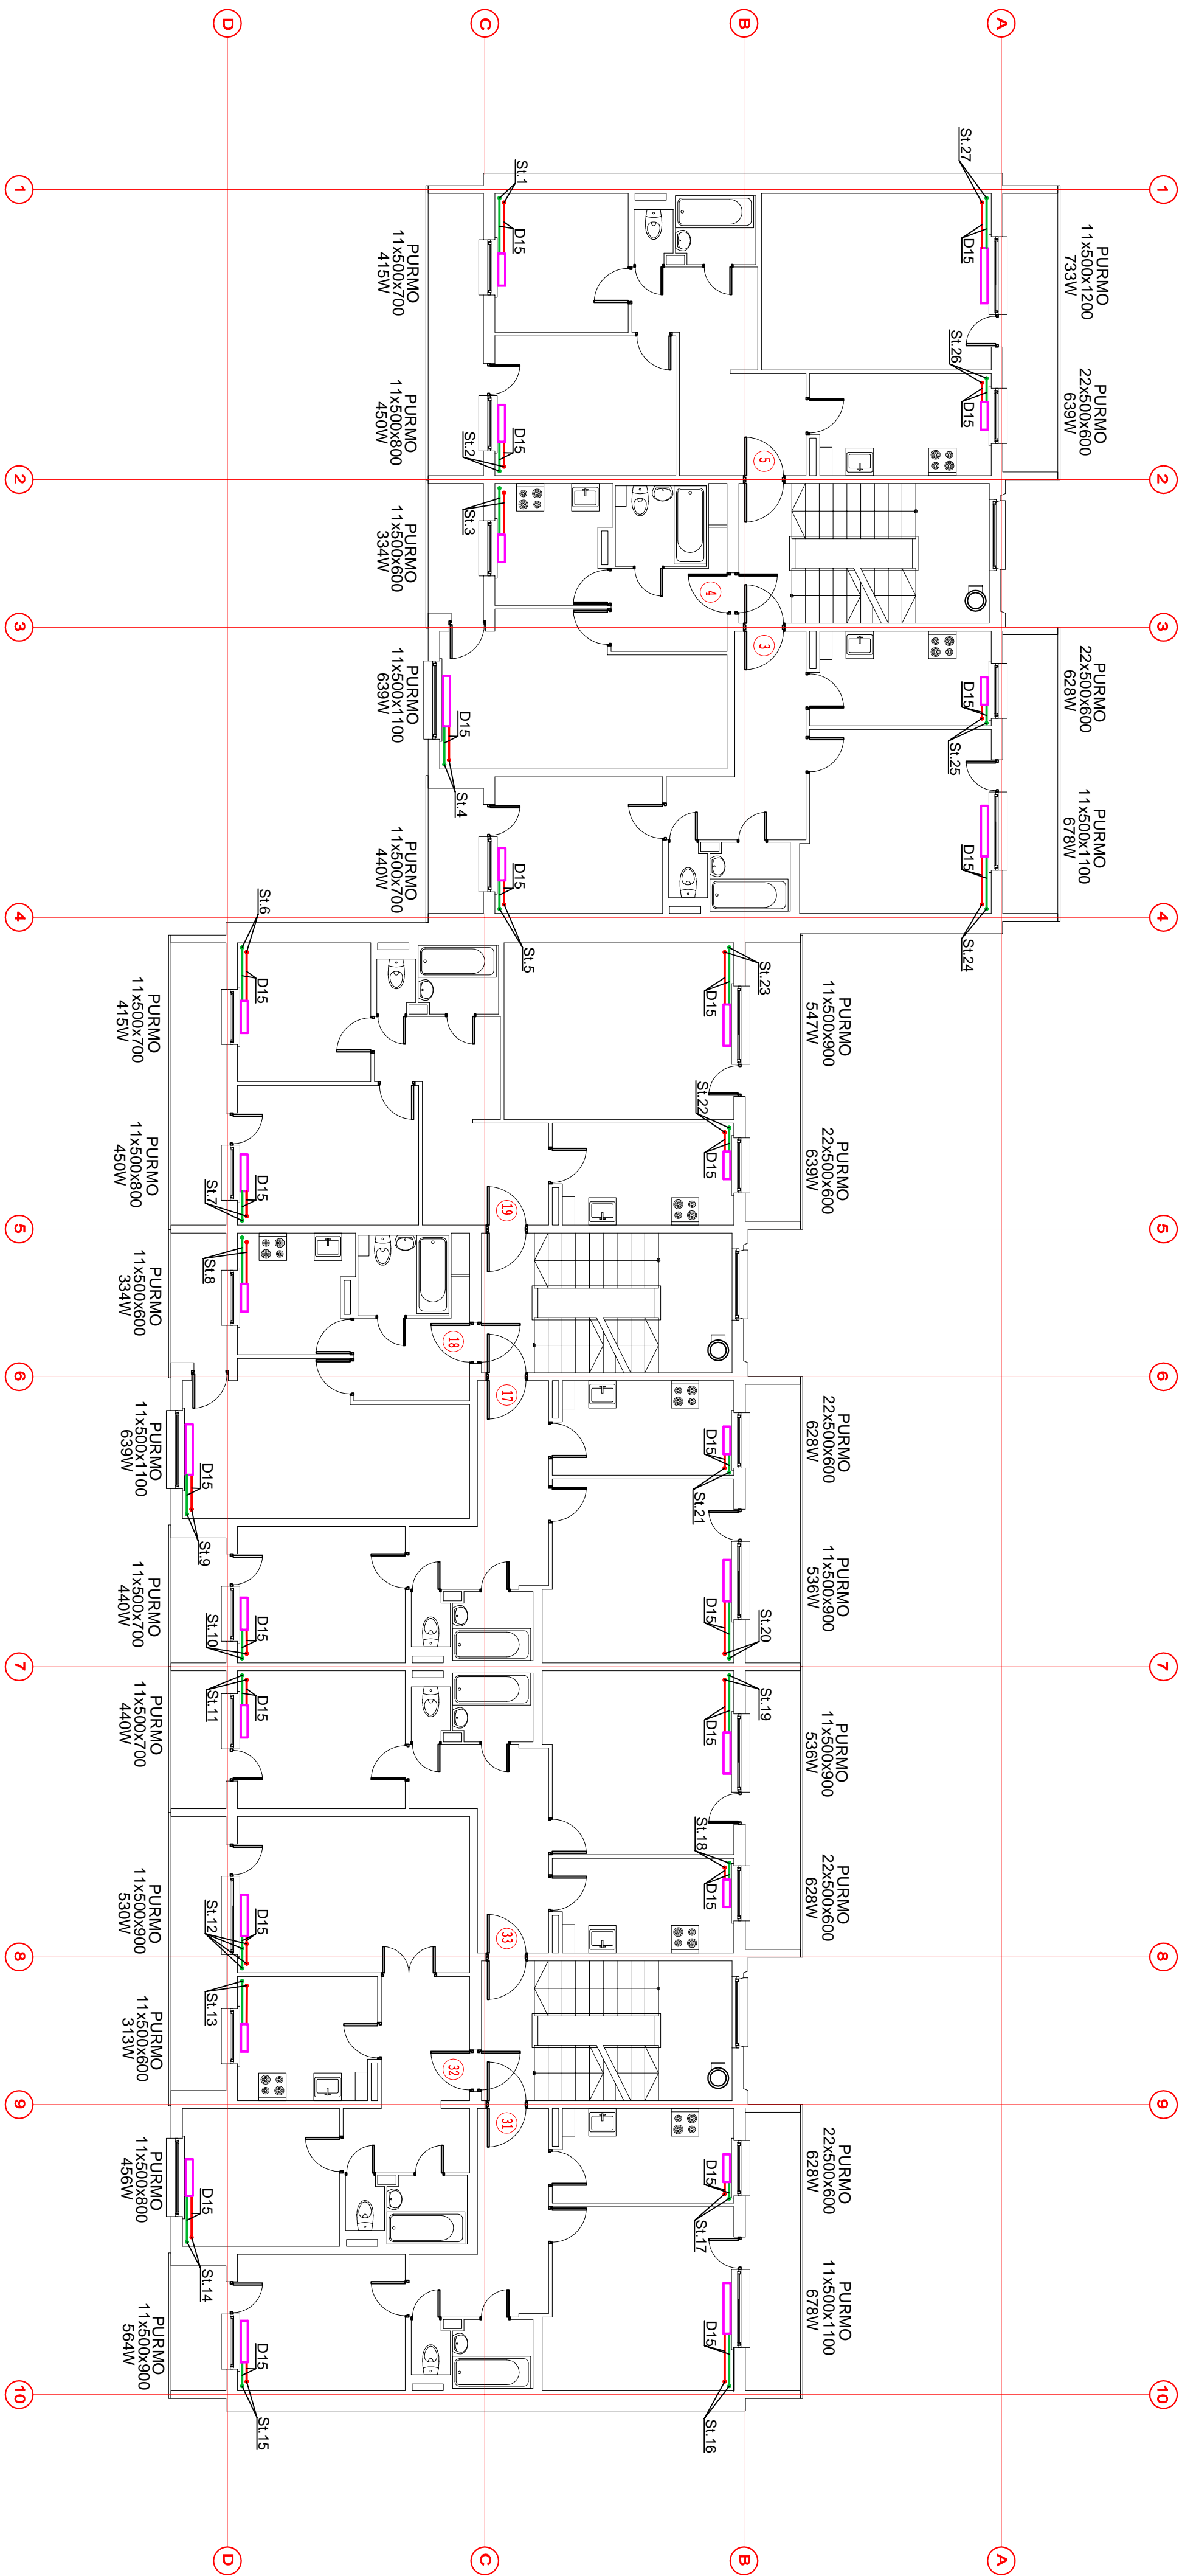 A
B
C
D
1
1
St.27
D15
PURMO
11x500x1200
733W
St.26
D15
PURMO
22x500x600
639W
St.1
D15
PURMO
11x500x700
415W
D15
St.2
PURMO
11x500x800
450W
5
2
2
St.3
PURMO
11x500x600
334W
4
3
3
3
D15
St.25
PURMO
22x500x600
628W
D15
St.24
PURMO
11x500x1100
678W
D15
St.4
PURMO
11x500x1100
639W
D15
St.5
PURMO
11x500x700
440W
4
4
St.23
D15
PURMO
11x500x900
547W
St.22
D15
PURMO
22x500x600
639W
St.6
D15
PURMO
11x500x700
415W
D15
St.7
PURMO
11x500x800
450W
19
5
5
St.8
PURMO
11x500x600
334W
18
17
6
6
D15
St.21
PURMO
22x500x600
628W
D15
St.20
PURMO
11x500x900
536W
D15
St.9
PURMO
11x500x1100
639W
D15
St.10
PURMO
11x500x700
440W
7
7
St.19
D15
PURMO
11x500x900
536W
St.18
D15
PURMO
22x500x600
628W
D15
St.11
PURMO
11x500x700
440W
D15
St.12
PURMO
11x500x900
530W
33
8
8
St.13
PURMO
11x500x600
313W
32
31
9
9
D15
St.17
PURMO
22x500x600
628W
D15
St.16
PURMO
11x500x1100
678W
D15
St.14
PURMO
11x500x800
456W
D15
St.15
PURMO
11x500x900
564W
10
10
A
B
C
D